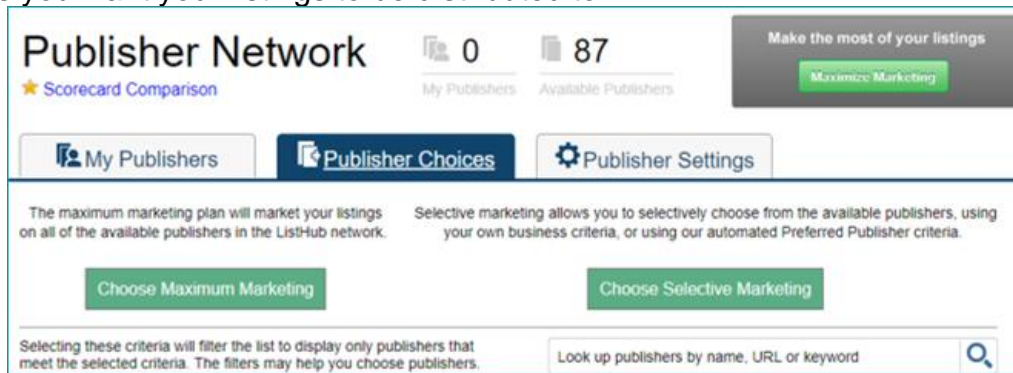 Publisher Network
0
87
My Publishers
Available Publishers
Scorecard Comparison
Make the most of your listings
Maximize Marketing
My Publishers
Publisher Choices
Publisher Settings
The maximum marketing plan will market your listings
on all of the available publishers in the ListHub network.
Selective marketing allows you to selectively choose from the available publishers, using
your own business criteria, or using our automated Preferred Publisher criteria.
Choose Maximum Marketing
Choose Selective Marketing
Selecting these criteria will filter the list to display only publishers that
meet the selected criteria. The filters may help you choose publishers.
Look up publishers by name, URL or keyword